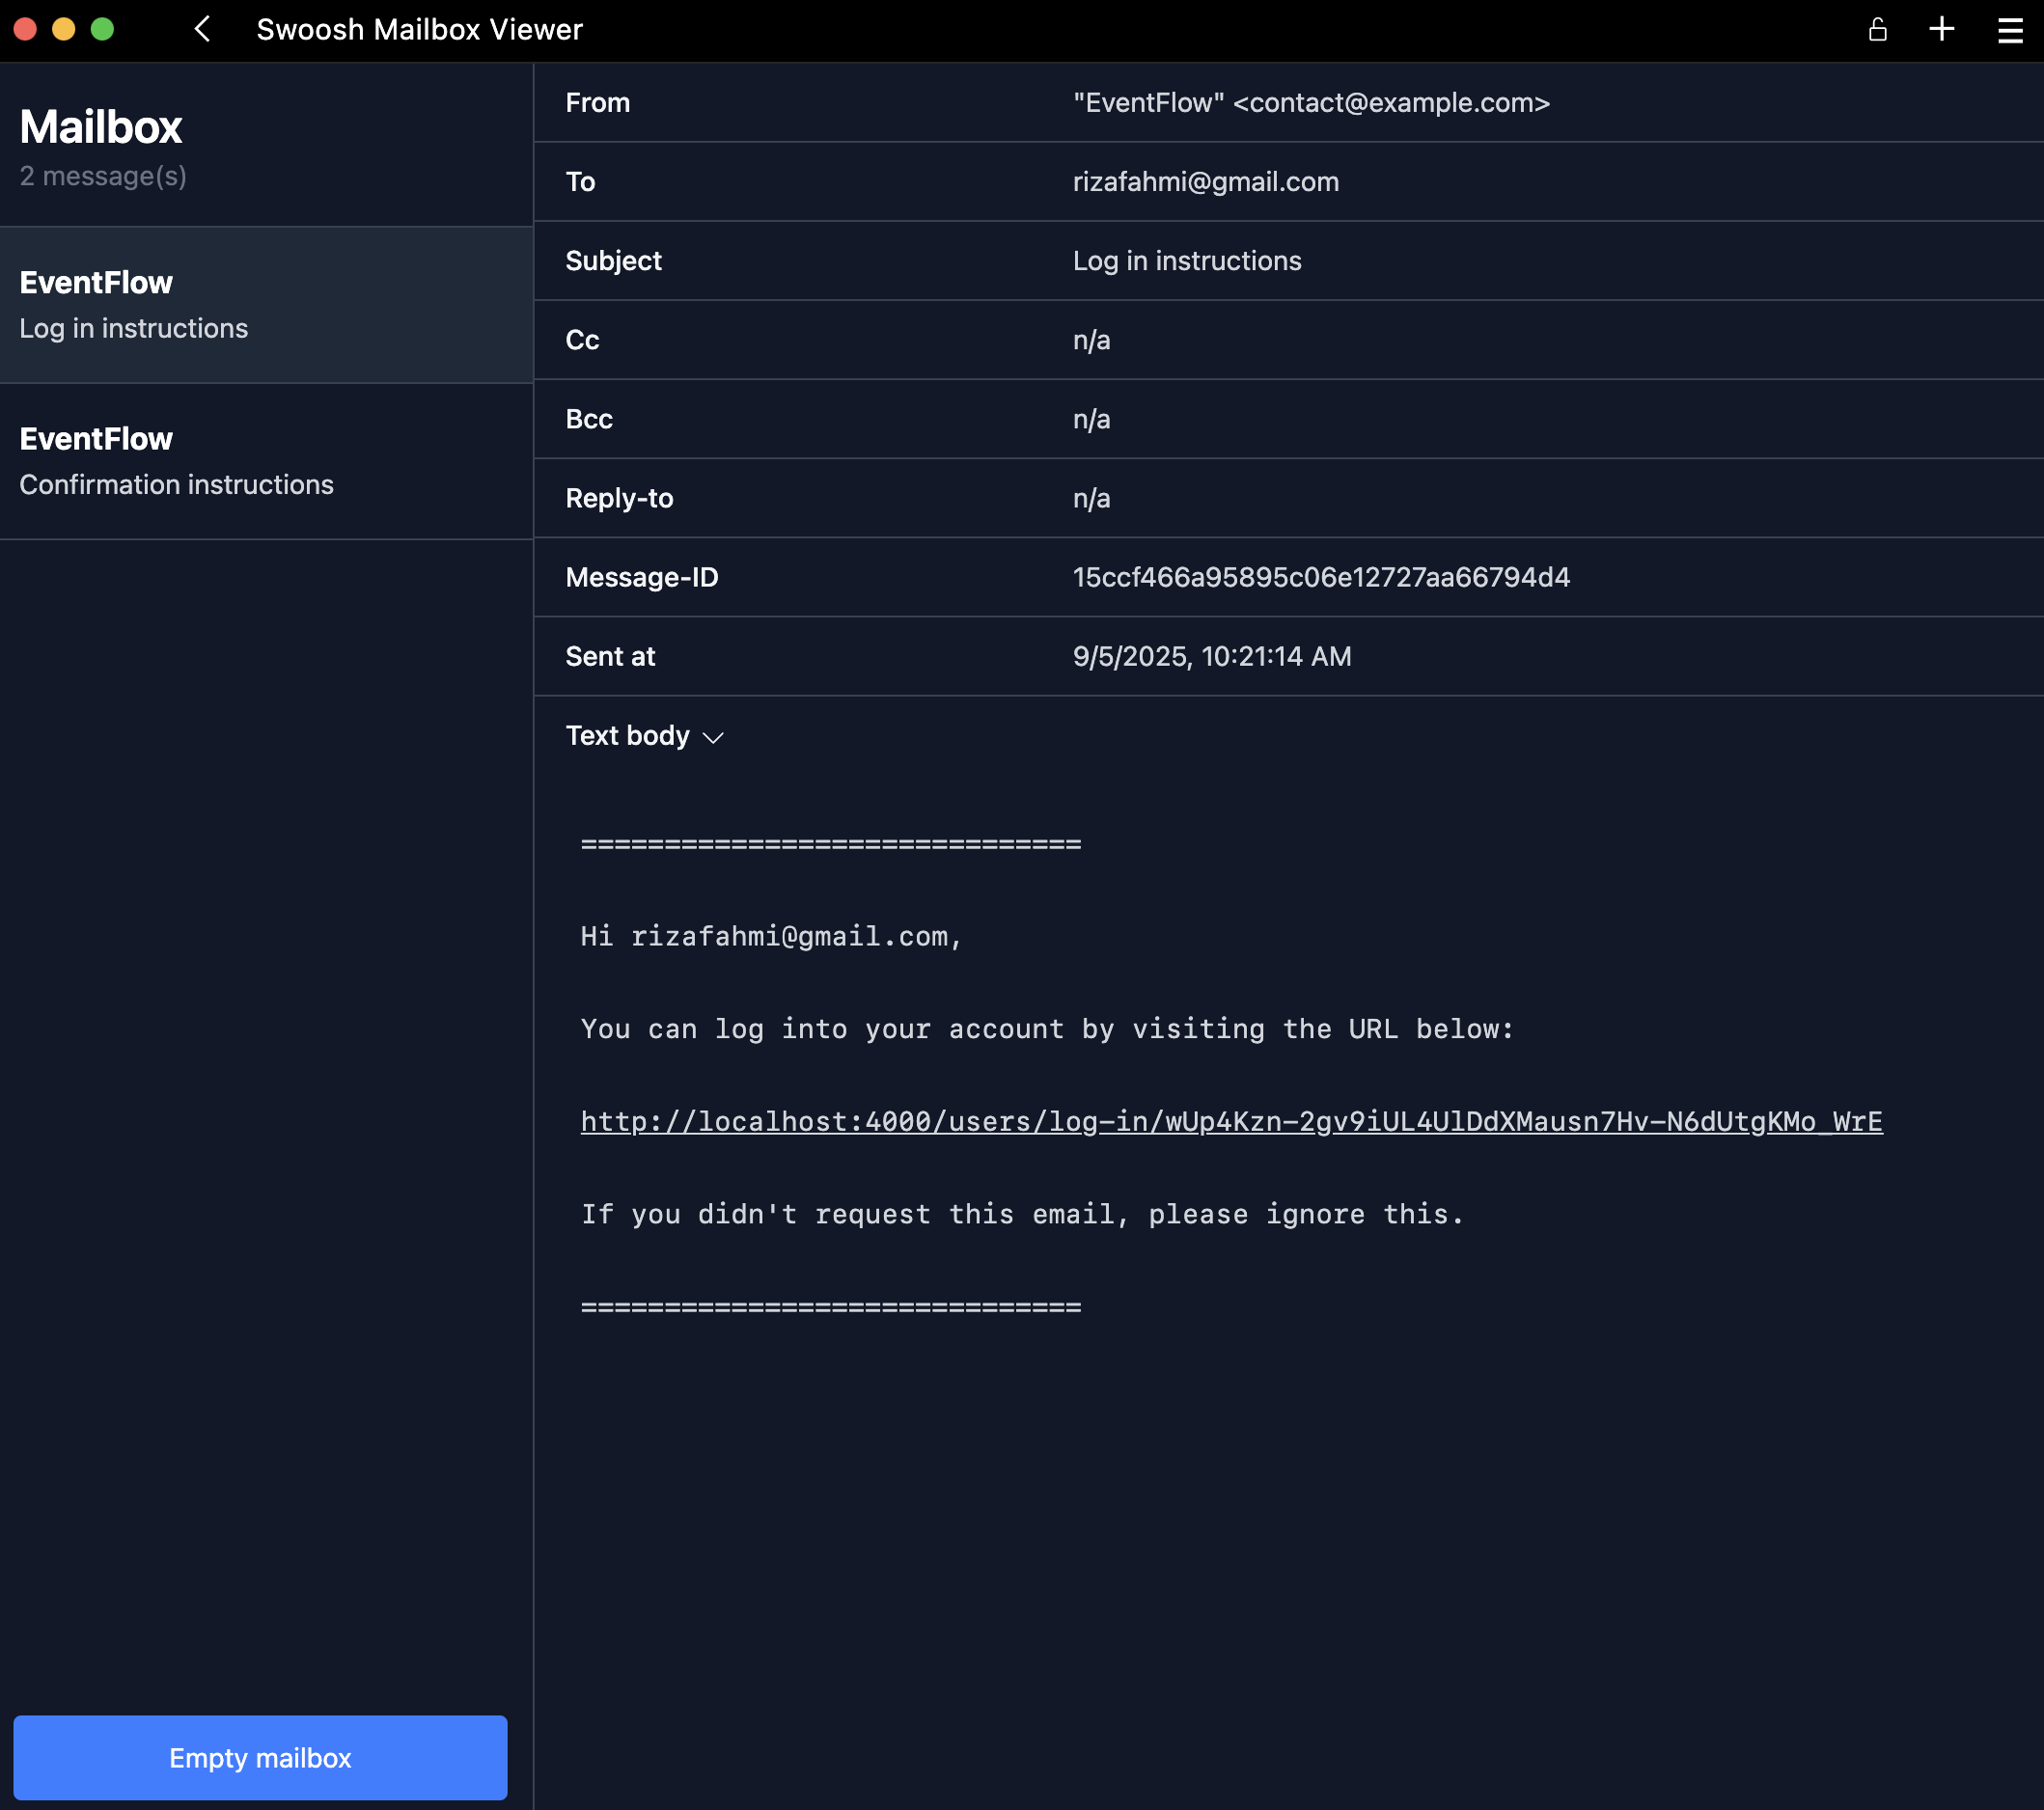 Swoosh Mailbox Viewer
Mailbox
2 message(s)
EventFlow
Log in instructions
EventFlow
Confirmation instructions
Empty mailbox
From "EventFlow" <contact@example.com>
To rizafahmi@gmail.com
Subject Log in instructions
Cc n/a
Bcc n/a
Reply-to n/a
Message-ID 15ccf466a95895c06e12727aa66794d4
Sent at 9/5/2025, 10:21:14 AM
Text body
==============================
Hi rizafahmi@gmail.com,
You can log into your account by visiting the URL below:
http://localhost:4000/users/log-in/wUp4Kzn-2gv9iUL4UlDdXMausn7Hv-N6dUtgKMo_WrE
If you didn't request this email, please ignore this.
==============================